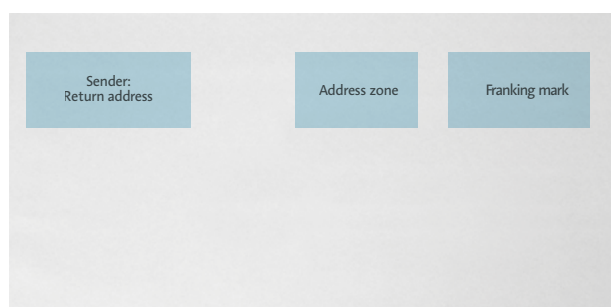 Sender:
Return address
Address zone
Franking mark